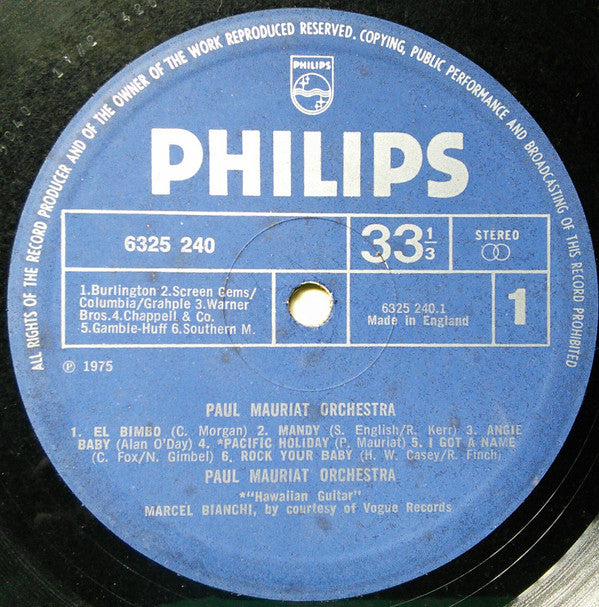 ALL RIGHTS OF THE RECORD PRODUCER AND OF THE OWNER OF THE WORK REPRODUCED RESERVED. COPYING, PUBLIC PERFORMANCE AND BROADCASTING OF THIS RECORD PROHIBITED
PHILIPS
PHILIPS
6325 240
33 1/3
STEREO
1.Burlington 2.Screen Gems/
Columbia/Grahple 3.Warner
Bros.4.Chappell & Co.
5.Gamble-Huff 6.Southern M.
6325 240.1
Made in England
1
℗ 1975
PAUL MAURIAT ORCHESTRA
1. EL BIMBO (C. Morgan) 2. MANDY (S. English/R. Kerr) 3. ANGIE
BABY (Alan O'Day) 4. *PACIFIC HOLIDAY (P. Mauriat) 5. I GOT A NAME
(C. Fox/N. Gimbel) 6. ROCK YOUR BABY (H. W. Casey/R. Finch)
PAUL MAURIAT ORCHESTRA
*"Hawaiian Guitar"
MARCEL BIANCHI, by courtesy of Vogue Records